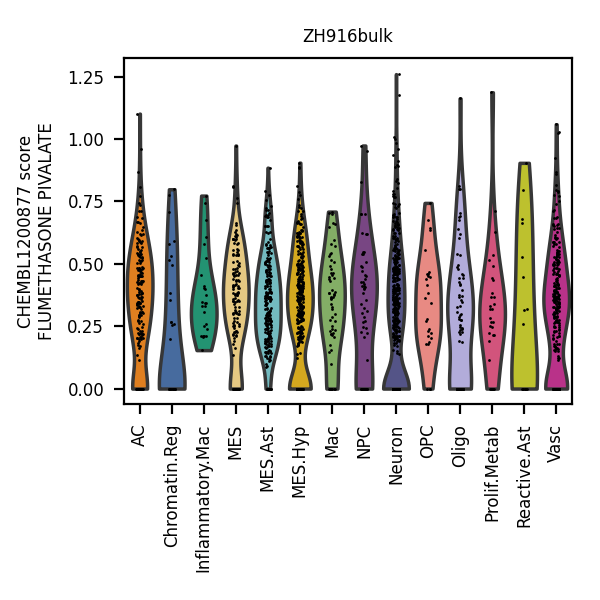 ZH916bulk
CHEMBL1200877 score
FLUMETHASONE PIVALATE
1.25
1.00
0.75
0.50
0.25
0.00
AC
Chromatin.Reg
Inflammatory.Mac
MES
MES.Ast
MES.Hyp
Mac
NPC
Neuron
OPC
Oligo
Prolif.Metab
Reactive.Ast
Vasc